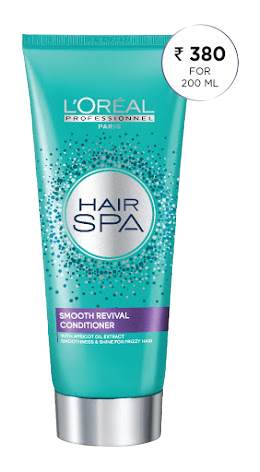 ₹ 380
FOR
200 ML
L'ORÉAL
PROFESSIONNEL
PARIS
HAIR
SPA
SMOOTH REVIVAL
CONDITIONER
WITH APRICOT OIL EXTRACT
SMOOTHNESS & SHINE FOR FRIZZY HAIR